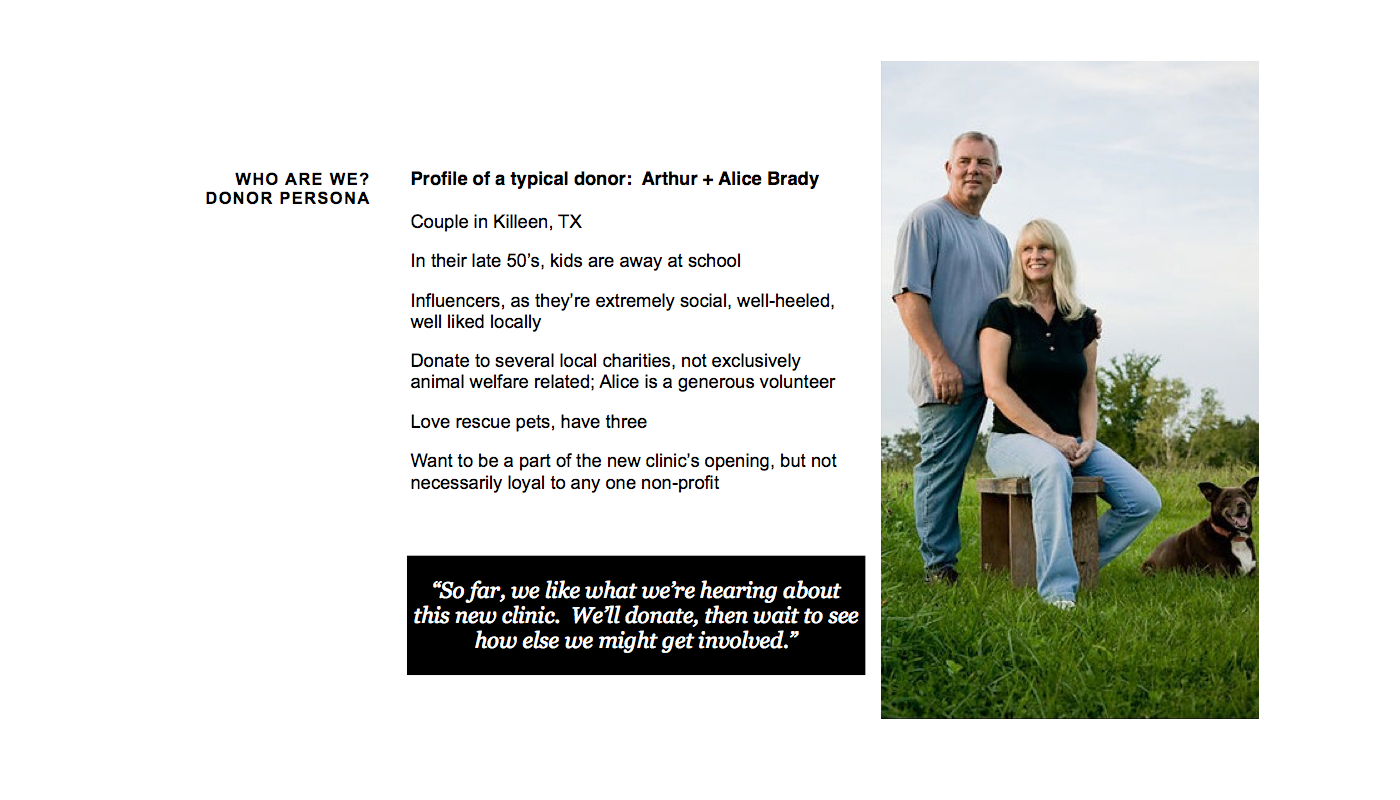 WHO ARE WE?
DONOR PERSONA
Profile of a typical donor:  Arthur + Alice Brady
Couple in Killeen, TX
In their late 50’s, kids are away at school
Influencers, as they’re extremely social, well-heeled,
well liked locally
Donate to several local charities, not exclusively
animal welfare related; Alice is a generous volunteer
Love rescue pets, have three
Want to be a part of the new clinic’s opening, but not
necessarily loyal to any one non-profit
“So far, we like what we’re hearing about
this new clinic.  We’ll donate, then wait to see
how else we might get involved.”